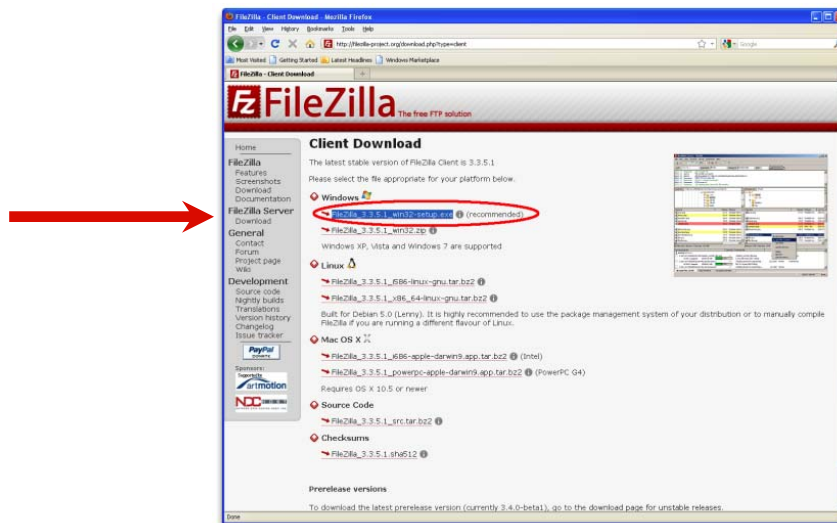 FileZilla - Client Download - Mozilla Firefox
File Edit View History Bookmarks Tools Help
http://filezilla-project.org/download.php?type=client
Google
Most Visited Getting Started Latest Headlines Windows Marketplace
FileZilla - Client Down
FileZilla The free FTP solution
Home
FileZilla
Features
Screenshots
Download
Documentation
FileZilla Server
Download
General
Contact
Forum
Project page
Wiki
Development
Source code
Nightly builds
Translations
Version history
Changelog
Issue tracker
PayPal
DONATE
Sponsors:
Supported by
artmotion
NDC
Client Download
The latest stable version of FileZilla Client is 3.3.5.1
Please select the file appropriate for your platform below.
Windows
FileZilla_3.3.5.1_win32-setup.exe (recommended)
FileZilla_3.3.5.1_win32.zip
Windows XP, Vista and Windows 7 are supported
Linux
FileZilla_3.3.5.1_i586-linux-gnu.tar.bz2
FileZilla_3.3.5.1_x86_64-linux-gnu.tar.bz2
Built for Debian 5.0 (Lenny). It is highly recommended to use the package management system of your distribution or to manually compile
FileZilla if you are running a different flavour of Linux.
Mac OS X
FileZilla_3.3.5.1_i686-apple-darwin9.app.tar.bz2 (Intel)
FileZilla_3.3.5.1_powerpc-apple-darwin9.app.tar.bz2 (PowerPC G4)
Requires OS X 10.5 or newer
Source Code
FileZilla_3.3.5.1_src.tar.bz2
Checksums
FileZilla_3.3.5.1.sha512
Prerelease versions
To download the latest prerelease version (currently 3.4.0-beta1), go to the download page for unstable releases.
Done